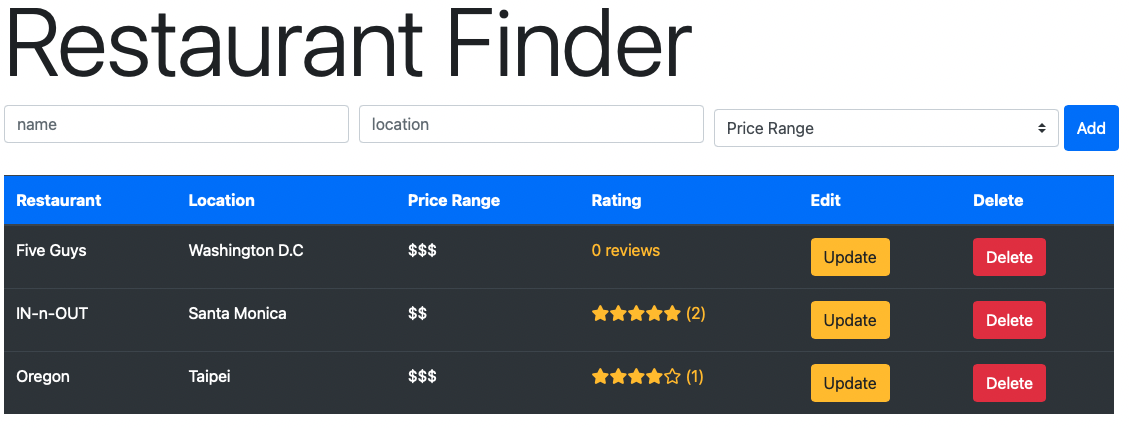 Restaurant Finder
name location Price Range Add
Restaurant Location Price Range Rating Edit Delete
Five Guys Washington D.C $$$ 0 reviews Update Delete
IN-n-OUT Santa Monica $$ ★★★★★ (2) Update Delete
Oregon Taipei $$$ ★★★★☆ (1) Update Delete